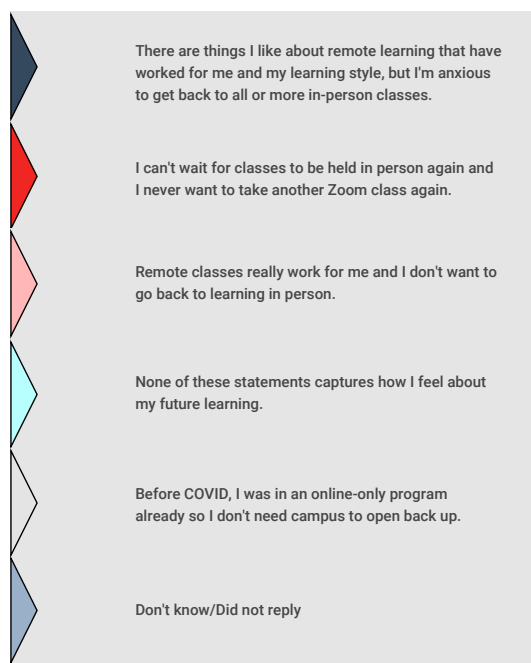 There are things I like about remote learning that have
worked for me and my learning style, but I'm anxious
to get back to all or more in-person classes.
I can't wait for classes to be held in person again and
I never want to take another Zoom class again.
Remote classes really work for me and I don't want to
go back to learning in person.
None of these statements captures how I feel about
my future learning.
Before COVID, I was in an online-only program
already so I don't need campus to open back up.
Don't know/Did not reply